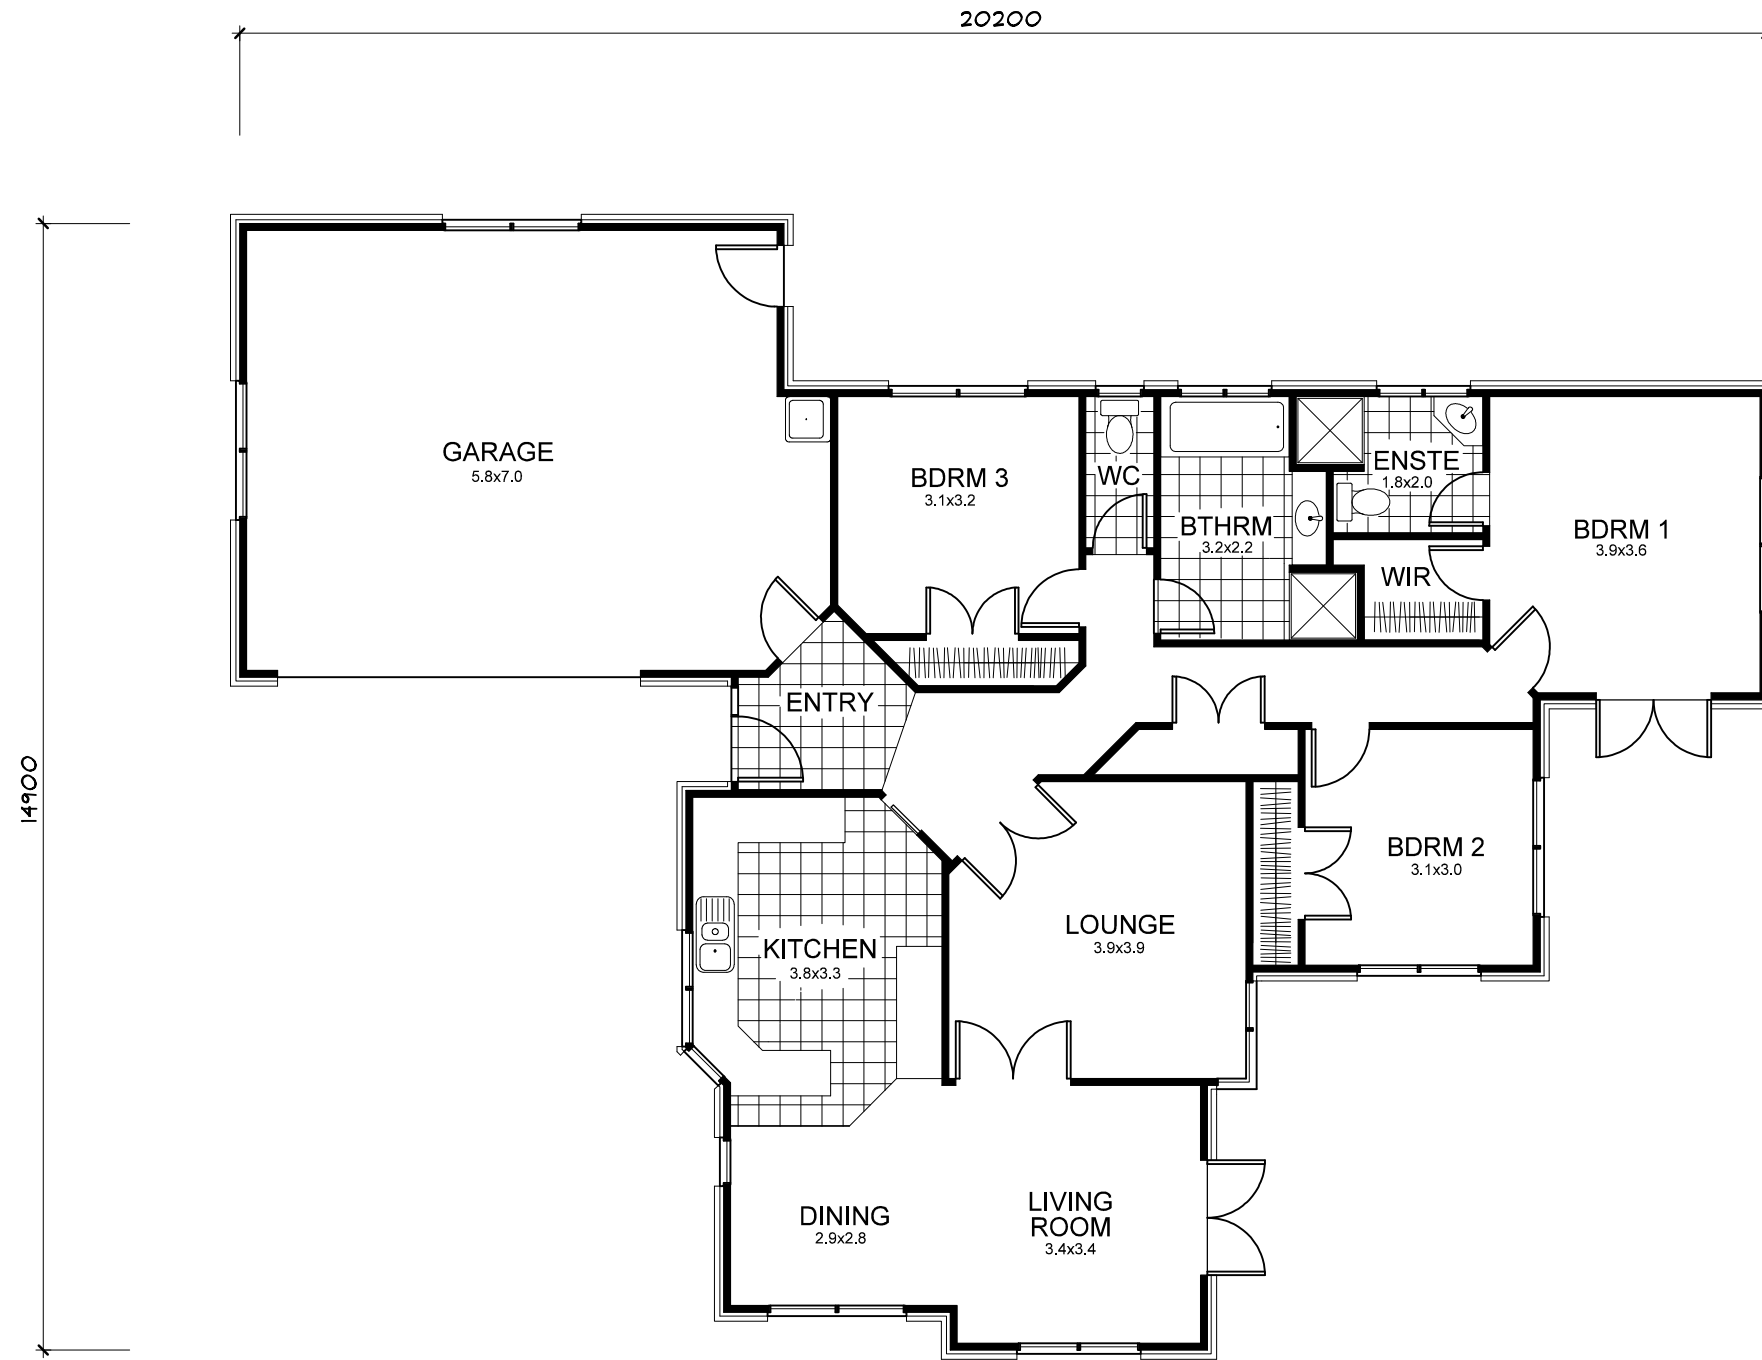 20200
14900
GARAGE
5.8x7.0
BDRM 3
3.1x3.2
WC
BTHRM
3.2x2.2
ENSTE
1.8x2.0
WIR
BDRM 1
3.9x3.6
ENTRY
KITCHEN
3.8x3.3
LOUNGE
3.9x3.9
BDRM 2
3.1x3.0
DINING
2.9x2.8
LIVING
ROOM
3.4x3.4